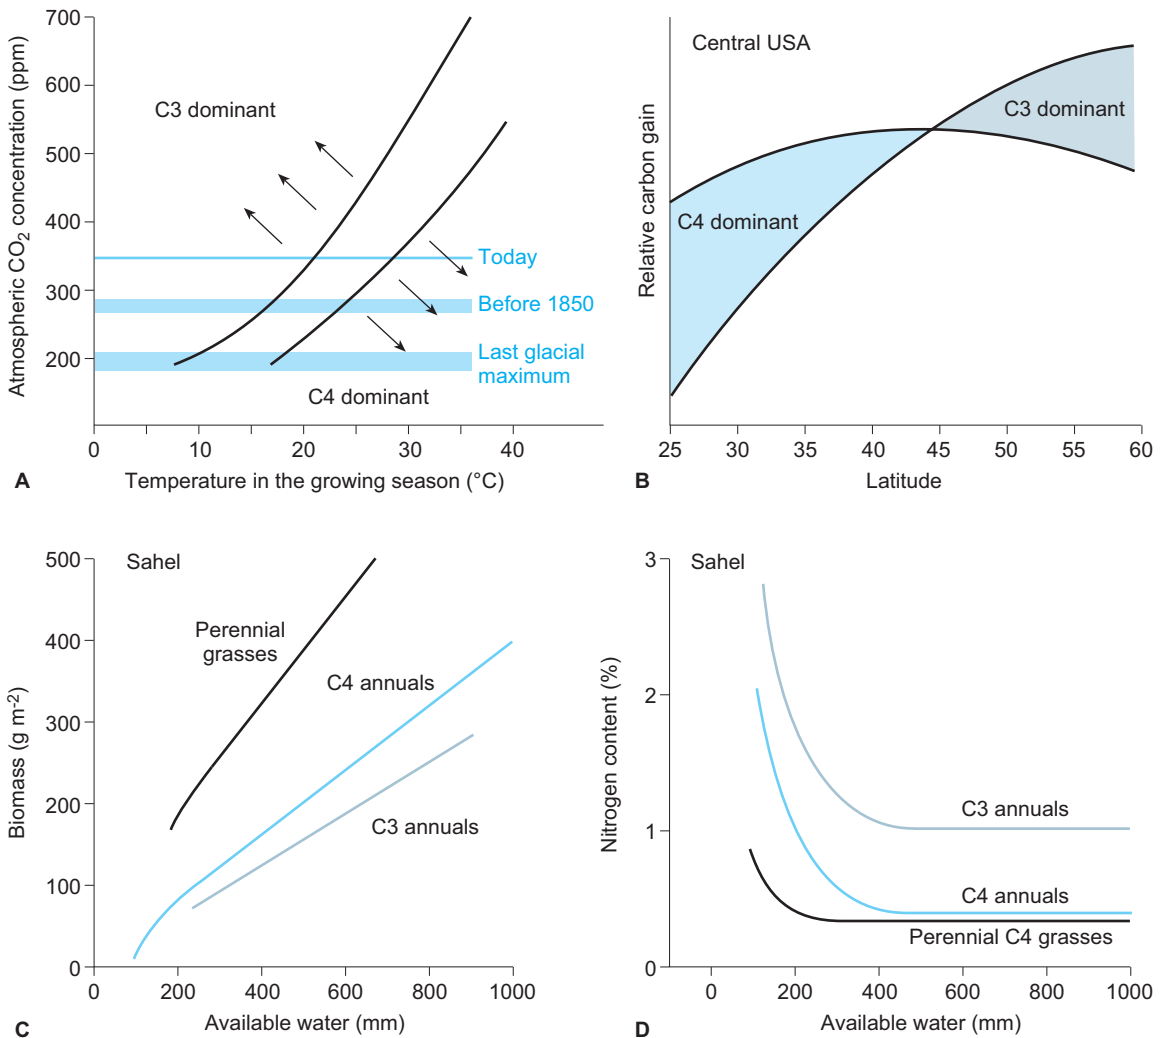 Atmospheric CO2 concentration (ppm)
700
600
500
400
300
200
C3 dominant
Today
Before 1850
Last glacial
maximum
C4 dominant
0 10 20 30 40
Temperature in the growing season (°C)
A
Relative carbon gain
Central USA
C3 dominant
C4 dominant
25 30 35 40 45 50 55 60
Latitude
B
Biomass (g m-2)
500
400
300
200
100
0
Sahel
Perennial
grasses
C4 annuals
C3 annuals
0 200 400 600 800 1000
Available water (mm)
C
Nitrogen content (%)
3
2
1
0
Sahel
C3 annuals
C4 annuals
Perennial C4 grasses
0 200 400 600 800 1000
Available water (mm)
D